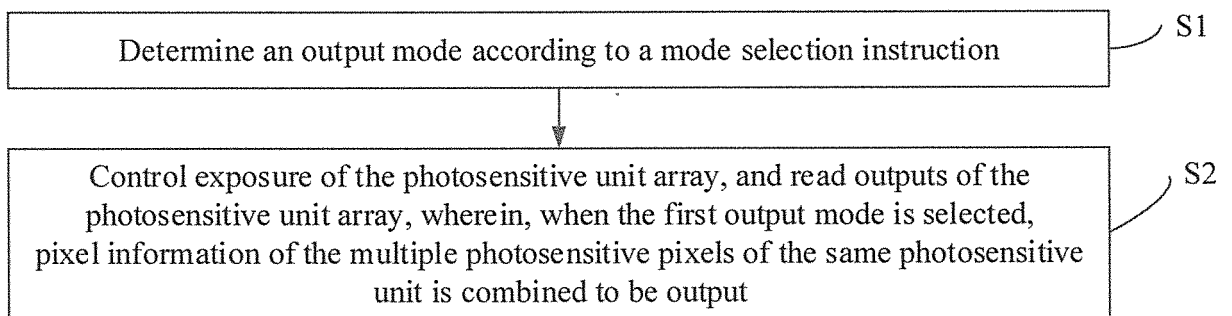 Determine an output mode according to a mode selection instruction
S1
Control exposure of the photosensitive unit array, and read outputs of the
photosensitive unit array, wherein, when the first output mode is selected,
pixel information of the multiple photosensitive pixels of the same photosensitive
unit is combined to be output
S2